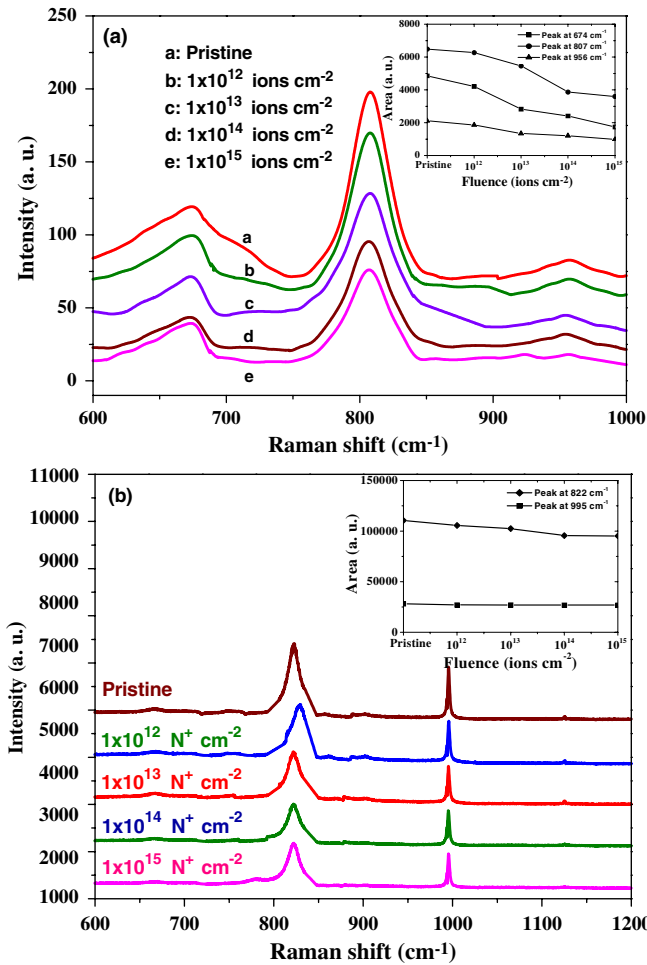 (a)
a: Pristine
b: 1x10¹² ions cm⁻²
c: 1x10¹³ ions cm⁻²
d: 1x10¹⁴ ions cm⁻²
e: 1x10¹⁵ ions cm⁻²
250
200
150
100
50
0
Intensity (a. u.)
a
b
c
d
e
600 700 800 900 1000
Raman shift (cm⁻¹)
8000
6000
4000
2000
0
Area (a. u.)
Peak at 674 cm⁻¹
Peak at 807 cm⁻¹
Peak at 956 cm⁻¹
Pristine 10¹² 10¹³ 10¹⁴ 10¹⁵
Fluence (ions cm⁻²)
(b)
11000
10000
9000
8000
7000
6000
5000
4000
3000
2000
1000
Intensity (a. u.)
Pristine
1x10¹² N⁺ cm⁻²
1x10¹³ N⁺ cm⁻²
1x10¹⁴ N⁺ cm⁻²
1x10¹⁵ N⁺ cm⁻²
600 700 800 900 1000 1100 1200
Raman shift (cm⁻¹)
150000
100000
50000
0
Area (a. u.)
Peak at 822 cm⁻¹
Peak at 995 cm⁻¹
Pristine 10¹² 10¹³ 10¹⁴ 10¹⁵
Fluence (ions cm⁻²)